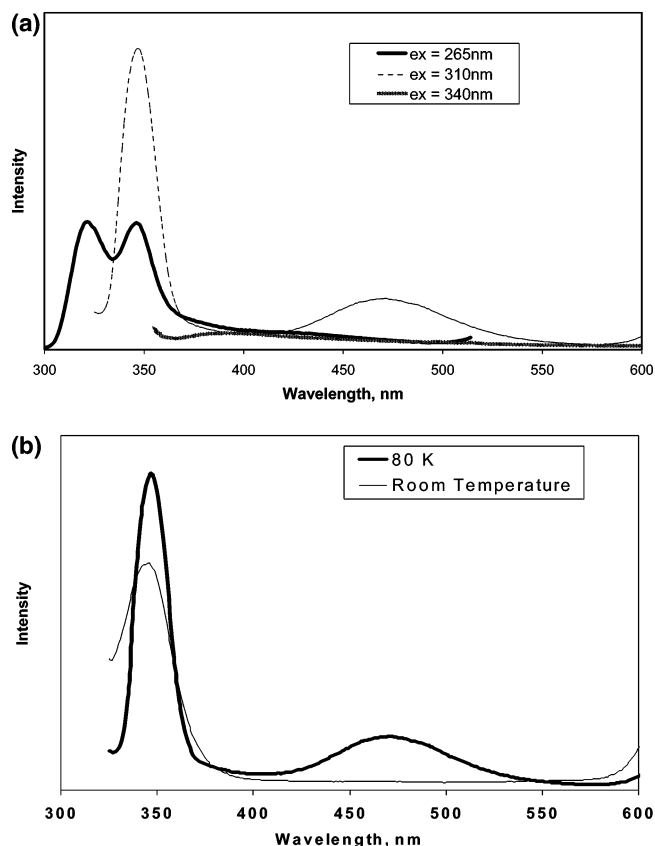 (a)
ex = 265nm
ex = 310nm
ex = 340nm
Intensity
300 350 400 450 500 550 600
Wavelength, nm
(b)
80 K
Room Temperature
Intensity
300 350 400 450 500 550 600
Wavelength, nm